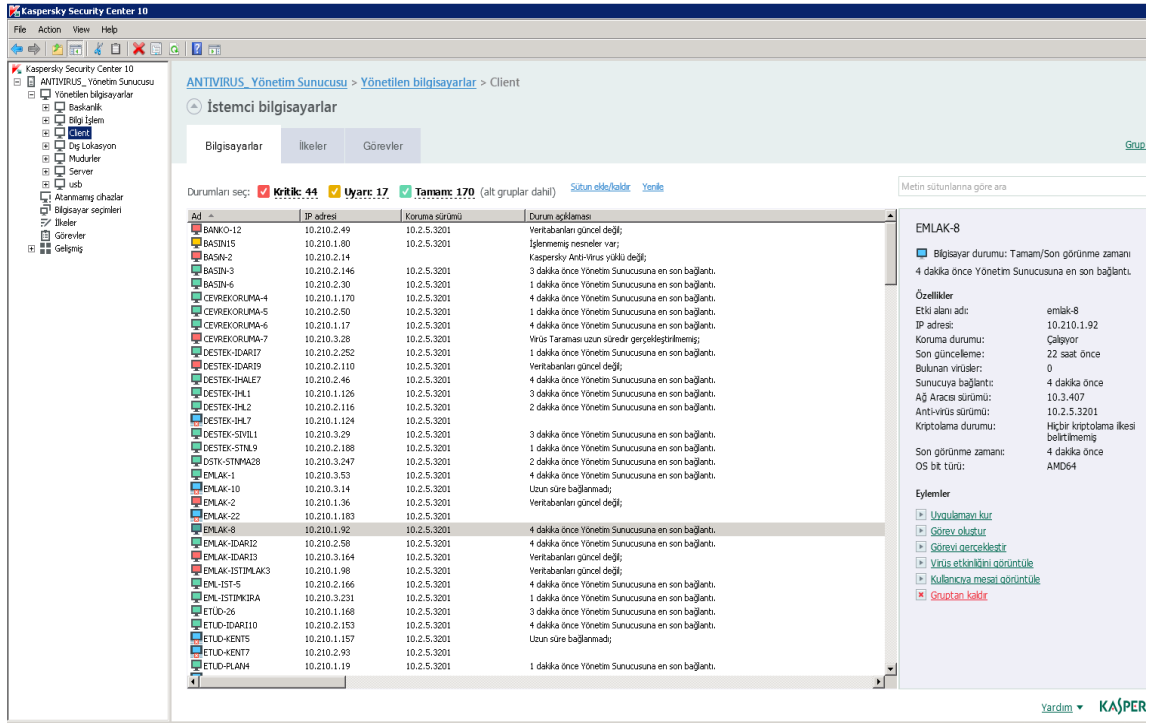 Kaspersky Security Center 10
File Action View Help
Kaspersky Security Center 10
ANTIVIRUS_ Yönetim Sunucusu
Yönetilen bilgisayarlar
Baskanlik
Bilgi İşlem
Client
Dış Lokasyon
Mudurler
Server
usb
Atanmamış cihazlar
Bilgisayar seçimleri
İlkeler
Görevler
Gelişmiş
ANTIVIRUS_ Yönetim Sunucusu > Yönetilen bilgisayarlar > Client
İstemci bilgisayarlar
Bilgisayarlar İlkeler Görevler
Grup
Durumları seç: Kritik: 44 Uyarı: 17 Tamam: 170 (alt gruplar dahil) Sütun ekle/kaldır Yenile
Metin sütunlarına göre ara
Ad IP adresi Koruma sürümü Durum açıklaması
BANKO-12 10.210.2.49 10.2.5.3201 Veritabanları güncel değil;
BASIN15 10.210.1.80 10.2.5.3201 İşlenmemiş nesneler var;
BASıN-2 10.210.2.14 Kaspersky Anti-Virus yüklü değil;
BASIN-3 10.210.2.146 10.2.5.3201 3 dakika önce Yönetim Sunucusuna en son bağlantı.
BASIN-6 10.210.2.30 10.2.5.3201 1 dakika önce Yönetim Sunucusuna en son bağlantı.
CEVREKORUMA-4 10.210.1.170 10.2.5.3201 4 dakika önce Yönetim Sunucusuna en son bağlantı.
CEVREKORUMA-5 10.210.2.50 10.2.5.3201 1 dakika önce Yönetim Sunucusuna en son bağlantı.
CEVREKORUMA-6 10.210.1.17 10.2.5.3201 4 dakika önce Yönetim Sunucusuna en son bağlantı.
CEVREKORUMA-7 10.210.3.28 10.2.5.3201 Virüs Taraması uzun süredir gerçekleştirilmemiş;
DESTEK-IDARI7 10.210.2.252 10.2.5.3201 1 dakika önce Yönetim Sunucusuna en son bağlantı.
DESTEK-IDARI9 10.210.2.110 10.2.5.3201 Veritabanları güncel değil;
DESTEK-IHALE7 10.210.2.46 10.2.5.3201 4 dakika önce Yönetim Sunucusuna en son bağlantı.
DESTEK-IHL1 10.210.1.126 10.2.5.3201 3 dakika önce Yönetim Sunucusuna en son bağlantı.
DESTEK-IHL2 10.210.2.116 10.2.5.3201 2 dakika önce Yönetim Sunucusuna en son bağlantı.
DESTEK-IHL7 10.210.1.124 10.2.5.3201
DESTEK-SIVIL1 10.210.3.29 10.2.5.3201 3 dakika önce Yönetim Sunucusuna en son bağlantı.
DESTEK-STNL9 10.210.2.188 10.2.5.3201 1 dakika önce Yönetim Sunucusuna en son bağlantı.
DSTK-STNMA28 10.210.3.247 10.2.5.3201 2 dakika önce Yönetim Sunucusuna en son bağlantı.
EMLAK-1 10.210.3.53 10.2.5.3201 4 dakika önce Yönetim Sunucusuna en son bağlantı.
EMLAK-10 10.210.3.14 10.2.5.3201 Uzun süre bağlanmadı;
EMLAK-2 10.210.1.36 10.2.5.3201 Veritabanları güncel değil;
EMLAK-22 10.210.1.183 10.2.5.3201
EMLAK-8 10.210.1.92 10.2.5.3201 4 dakika önce Yönetim Sunucusuna en son bağlantı.
EMLAK-IDARI2 10.210.2.58 10.2.5.3201 4 dakika önce Yönetim Sunucusuna en son bağlantı.
EMLAK-IDARI3 10.210.3.164 10.2.5.3201 Veritabanları güncel değil;
EMLAK-ISTIMLAK3 10.210.1.98 10.2.5.3201 Veritabanları güncel değil;
EML-IST-5 10.210.2.166 10.2.5.3201 4 dakika önce Yönetim Sunucusuna en son bağlantı.
EML-ISTIMKIRA 10.210.3.231 10.2.5.3201 1 dakika önce Yönetim Sunucusuna en son bağlantı.
ETÜD-26 10.210.1.168 10.2.5.3201 3 dakika önce Yönetim Sunucusuna en son bağlantı.
ETUD-IDARI10 10.210.2.153 10.2.5.3201 4 dakika önce Yönetim Sunucusuna en son bağlantı.
ETUD-KENT5 10.210.1.157 10.2.5.3201 Uzun süre bağlanmadı;
ETUD-KENT7 10.210.2.93 10.2.5.3201
ETUD-PLAN4 10.210.1.19 10.2.5.3201 1 dakika önce Yönetim Sunucusuna en son bağlantı.
EMLAK-8
Bilgisayar durumu: Tamam/Son görünme zamanı
4 dakika önce Yönetim Sunucusuna en son bağlantı.
Özellikler
Etki alanı adı: emlak-8
IP adresi: 10.210.1.92
Koruma durumu: Çalışıyor
Son güncelleme: 22 saat önce
Bulunan virüsler: 0
Sunucuya bağlantı: 4 dakika önce
Ağ Aracısı sürümü: 10.3.407
Anti-virüs sürümü: 10.2.5.3201
Kriptolama durumu: Hiçbir kriptolama ilkesi
belirtilmemiş
Son görünme zamanı: 4 dakika önce
OS bit türü: AMD64
Eylemler
Uygulamayı kur
Görev oluştur
Görevi gerçekleştir
Virüs etkinliğini görüntüle
Kullanıcıya mesaj görüntüle
Gruptan kaldır
Yardım KASPER